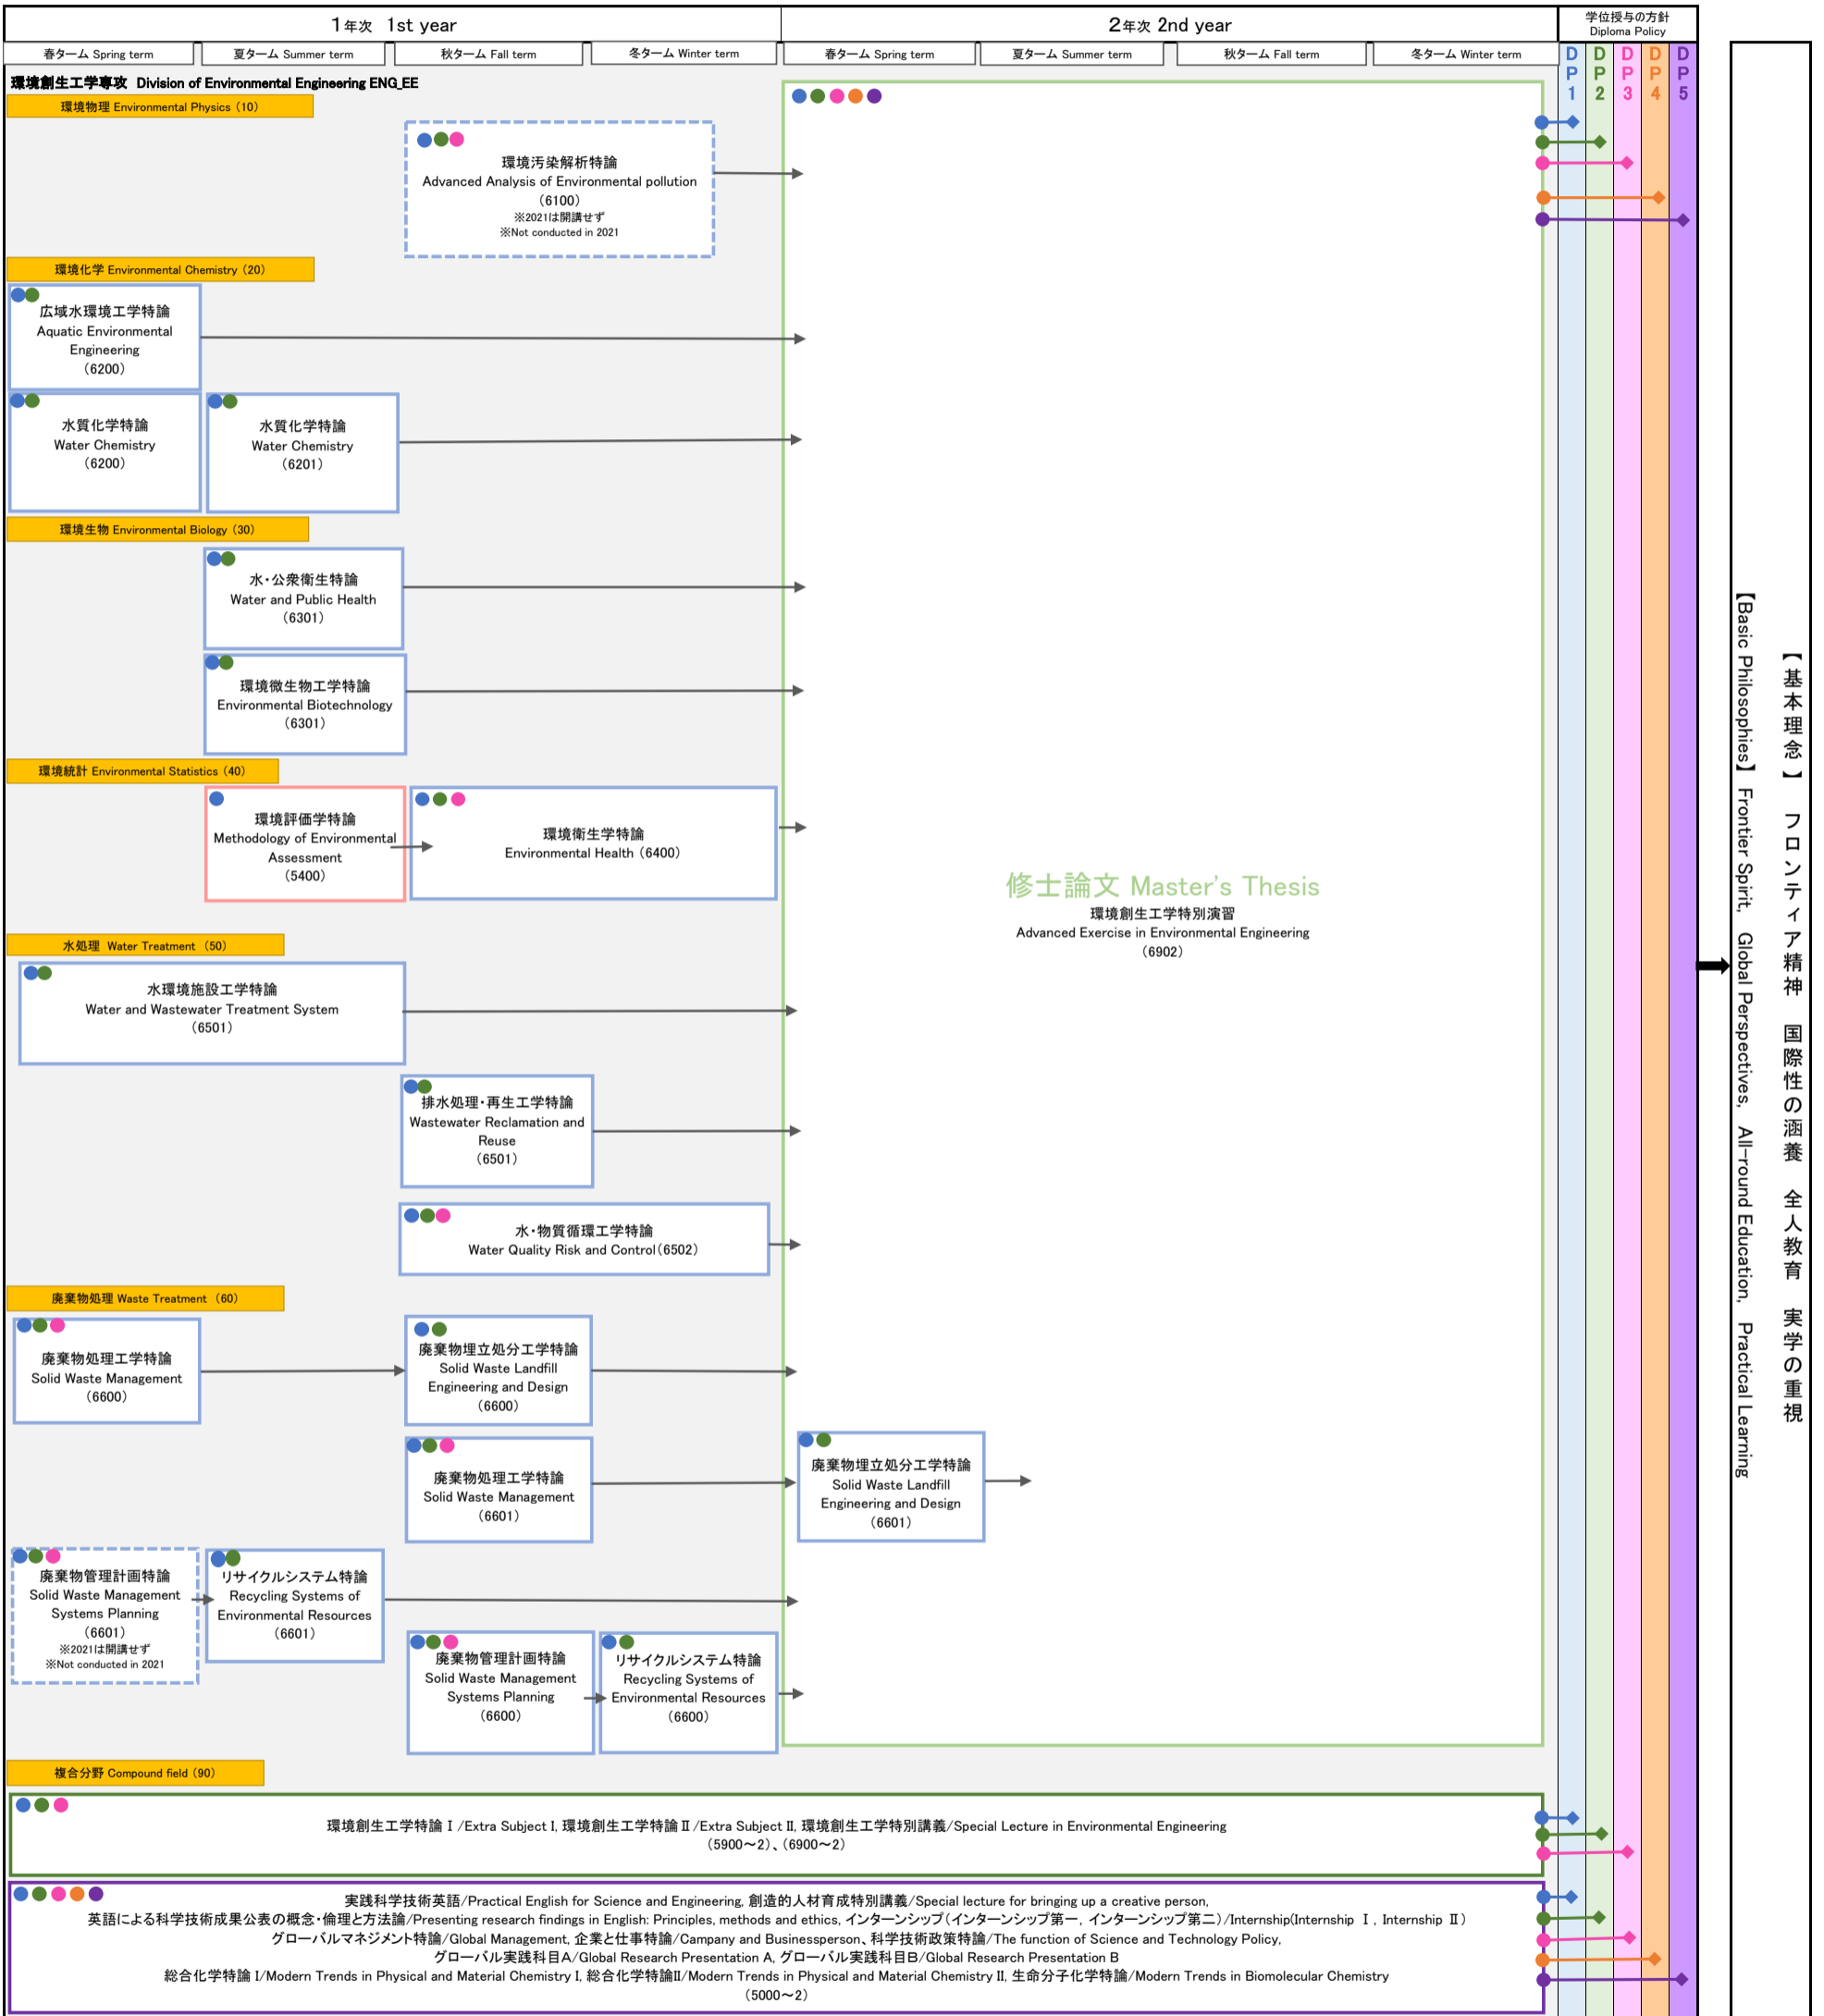 1年次 1st year
2年次 2nd year
学位授与の方針
Diploma Policy
春ターム Spring term
夏ターム Summer term
秋ターム Fall term
冬ターム Winter term
春ターム Spring term
夏ターム Summer term
秋ターム Fall term
冬ターム Winter term
DP1
DP2
DP3
DP4
DP5
環境創生工学専攻 Division of Environmental Engineering ENG_EE
環境物理 Environmental Physics (10)
環境汚染解析特論
Advanced Analysis of Environmental pollution
(6100)
※2021は開講せず
※Not conducted in 2021
環境化学 Environmental Chemistry (20)
広域水環境工学特論
Aquatic Environmental
Engineering
(6200)
水質化学特論
Water Chemistry
(6200)
水質化学特論
Water Chemistry
(6201)
環境生物 Environmental Biology (30)
水・公衆衛生特論
Water and Public Health
(6301)
環境微生物工学特論
Environmental Biotechnology
(6301)
環境統計 Environmental Statistics (40)
環境評価学特論
Methodology of Environmental
Assessment
(5400)
環境衛生学特論
Environmental Health (6400)
修士論文 Master's Thesis
環境創生工学特別演習
Advanced Exercise in Environmental Engineering
(6902)
水処理 Water Treatment (50)
水環境施設工学特論
Water and Wastewater Treatment System
(6501)
排水処理・再生工学特論
Wastewater Reclamation and
Reuse
(6501)
水・物質循環工学特論
Water Quality Risk and Control(6502)
廃棄物処理 Waste Treatment (60)
廃棄物処理工学特論
Solid Waste Management
(6600)
廃棄物埋立処分工学特論
Solid Waste Landfill
Engineering and Design
(6600)
廃棄物処理工学特論
Solid Waste Management
(6601)
廃棄物埋立処分工学特論
Solid Waste Landfill
Engineering and Design
(6601)
廃棄物管理計画特論
Solid Waste Management
Systems Planning
(6601)
※2021は開講せず
※Not conducted in 2021
リサイクルシステム特論
Recycling Systems of
Environmental Resources
(6601)
廃棄物管理計画特論
Solid Waste Management
Systems Planning
(6600)
リサイクルシステム特論
Recycling Systems of
Environmental Resources
(6600)
複合分野 Compound field (90)
環境創生工学特論Ⅰ/Extra Subject I, 環境創生工学特論Ⅱ/Extra Subject II, 環境創生工学特別講義/Special Lecture in Environmental Engineering
(5900~2)、(6900~2)
実践科学技術英語/Practical English for Science and Engineering, 創造的人材育成特別講義/Special lecture for bringing up a creative person,
英語による科学技術成果公表の概念・倫理と方法論/Presenting research findings in English: Principles, methods and ethics, インターンシップ(インターンシップ第一, インターンシップ第二)/Internship(Internship Ⅰ, Internship Ⅱ)
グローバルマネジメント特論/Global Management, 企業と仕事特論/Campany and Businessperson、科学技術政策特論/The function of Science and Technology Policy,
グローバル実践科目A/Global Research Presentation A, グローバル実践科目B/Global Research Presentation B
総合化学特論 I/Modern Trends in Physical and Material Chemistry I, 総合化学特論II/Modern Trends in Physical and Material Chemistry II, 生命分子化学特論/Modern Trends in Biomolecular Chemistry
(5000~2)
【基本理念】 フロンティア精神 国際性の涵養 全人教育 実学の重視
【Basic Philosophies】 Frontier Spirit, Global Perspectives, All-round Education, Practical Learning